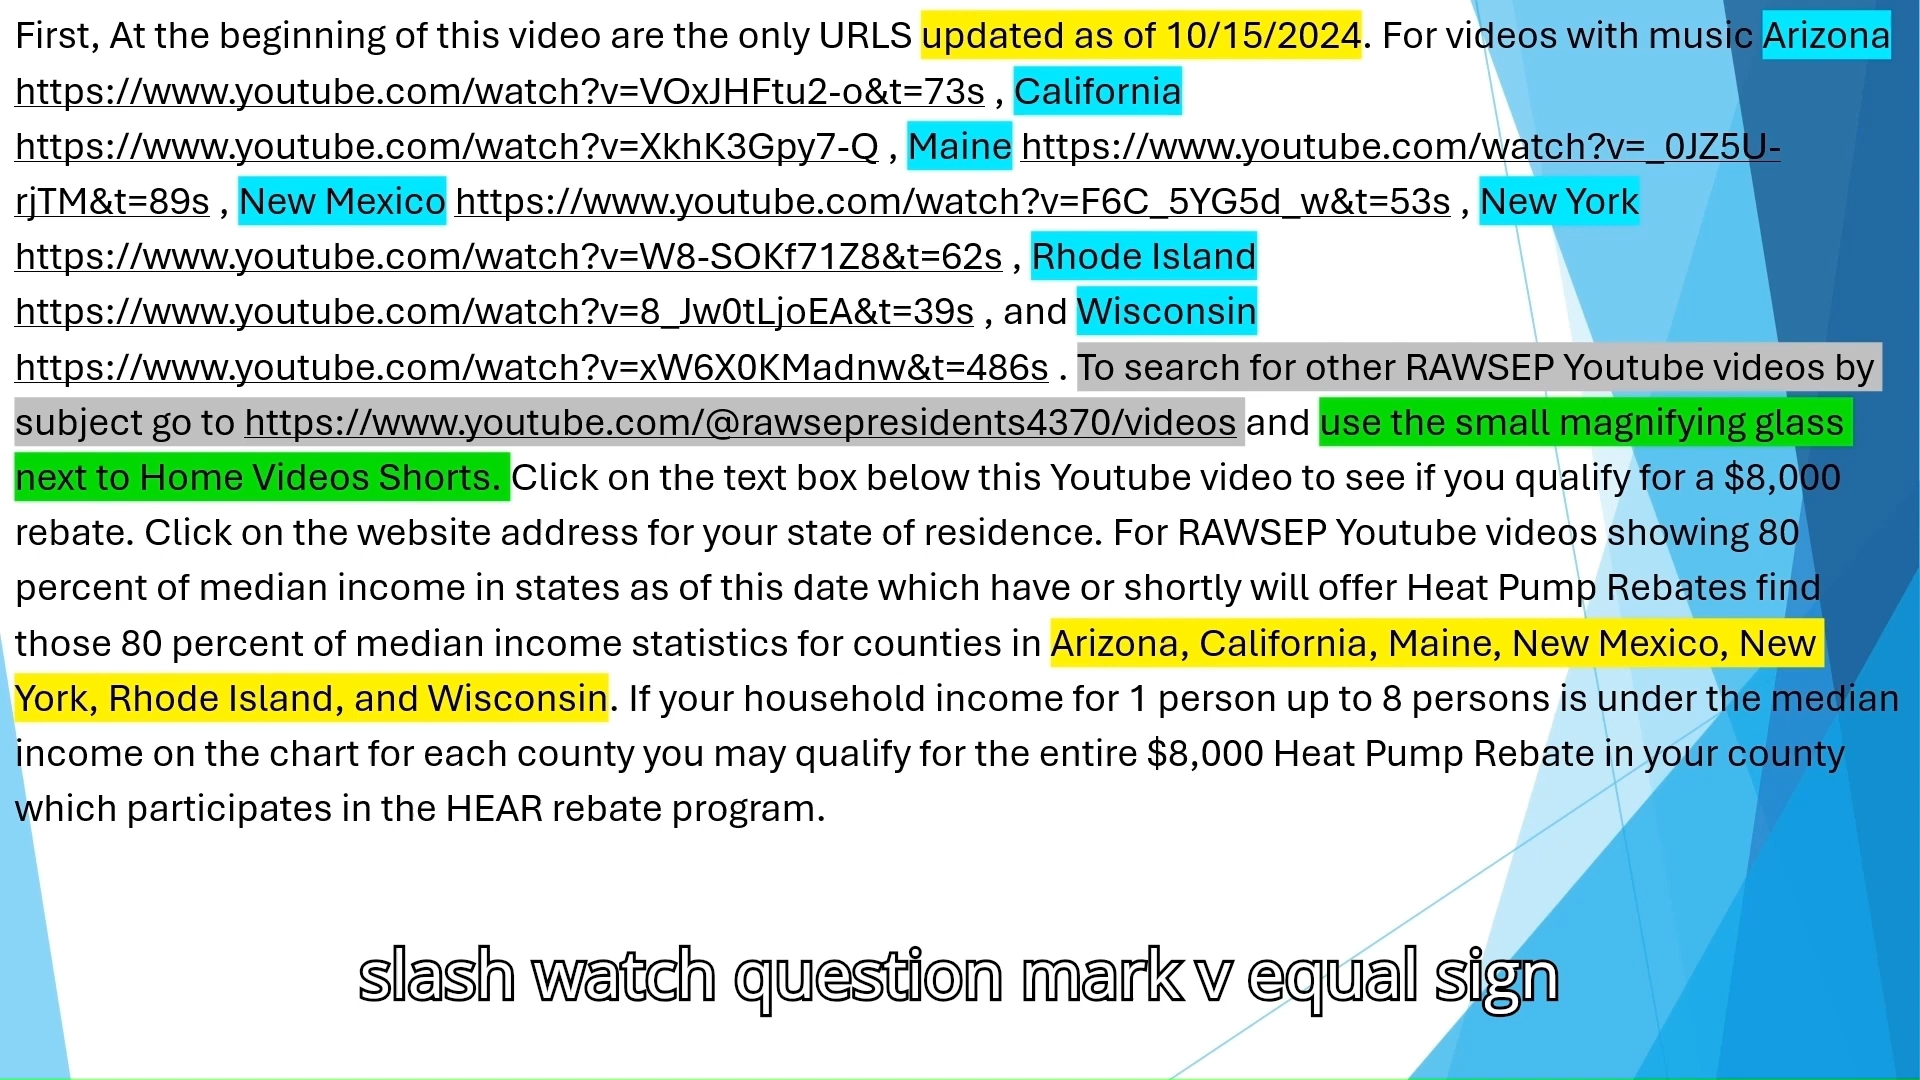 First, At the beginning of this video are the only URLS updated as of 10/15/2024. For videos with music Arizona
https://www.youtube.com/watch?v=VOxJHFtu2-o&t=73s , California
https://www.youtube.com/watch?v=XkhK3Gpy7-Q , Maine https://www.youtube.com/watch?v=_0JZ5U-
rjTM&t=89s , New Mexico https://www.youtube.com/watch?v=F6C_5YG5d_w&t=53s , New York
https://www.youtube.com/watch?v=W8-SOKf71Z8&t=62s , Rhode Island
https://www.youtube.com/watch?v=8_Jw0tLjoEA&t=39s , and Wisconsin
https://www.youtube.com/watch?v=xW6X0KMadnw&t=486s . To search for other RAWSEP Youtube videos by
subject go to https://www.youtube.com/@rawsepresidents4370/videos and use the small magnifying glass
next to Home Videos Shorts. Click on the text box below this Youtube video to see if you qualify for a $8,000
rebate. Click on the website address for your state of residence. For RAWSEP Youtube videos showing 80
percent of median income in states as of this date which have or shortly will offer Heat Pump Rebates find
those 80 percent of median income statistics for counties in Arizona, California, Maine, New Mexico, New
York, Rhode Island, and Wisconsin. If your household income for 1 person up to 8 persons is under the median
income on the chart for each county you may qualify for the entire $8,000 Heat Pump Rebate in your county
which participates in the HEAR rebate program.
slash watch question mark v equal sign